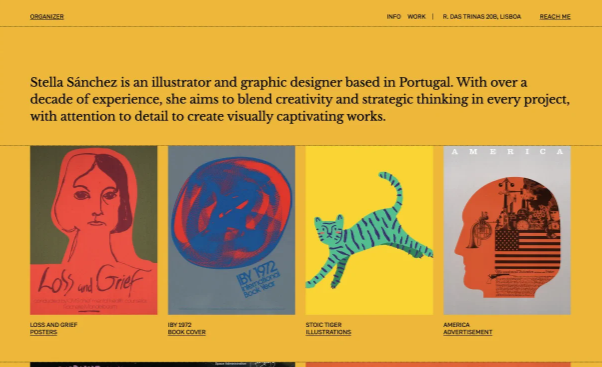 ORGANIZER
INFO WORK | R. DAS TRINAS 20B, LISBOA REACH ME
Stella Sánchez is an illustrator and graphic designer based in Portugal. With over a
decade of experience, she aims to blend creativity and strategic thinking in every project,
with attention to detail to create visually captivating works.
Loss and Grief
IBY 1972
International
Book Year
AMERICA
LOSS AND GRIEF
POSTERS
IBY 1972
BOOK COVER
STOIC TIGER
ILLUSTRATIONS
AMERICA
ADVERTISEMENT